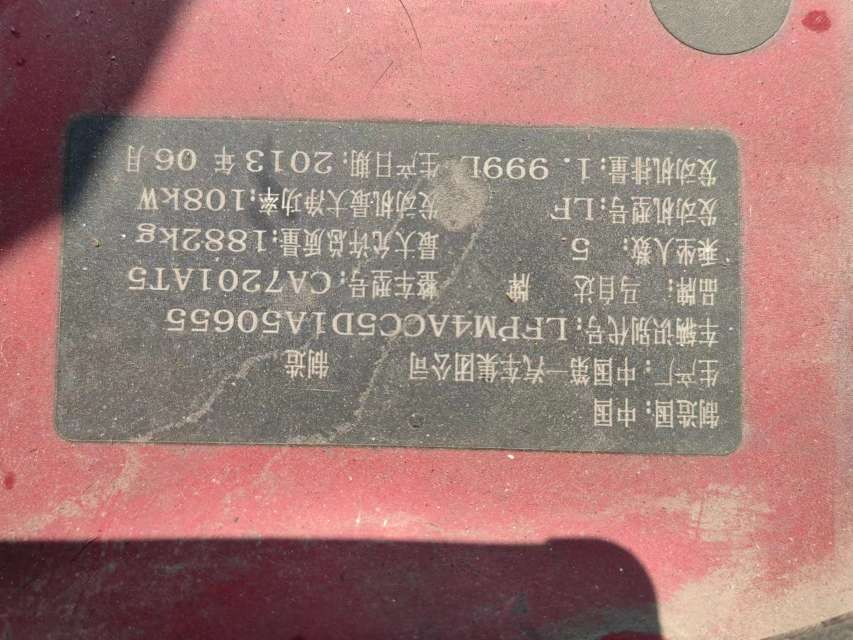 制造国:中国
生产厂:中国第一汽车集团公司 制造
车辆识别代号:LFPM4ACC5D1A50655
品牌: 马自达 牌 整车型号:CA7201AT5
乘坐人数: 5 最大允许总质量:1882kg
发动机型号:LF 发动机最大净功率:108kW
发动机排量:1.999L 生产日期:2013年06月